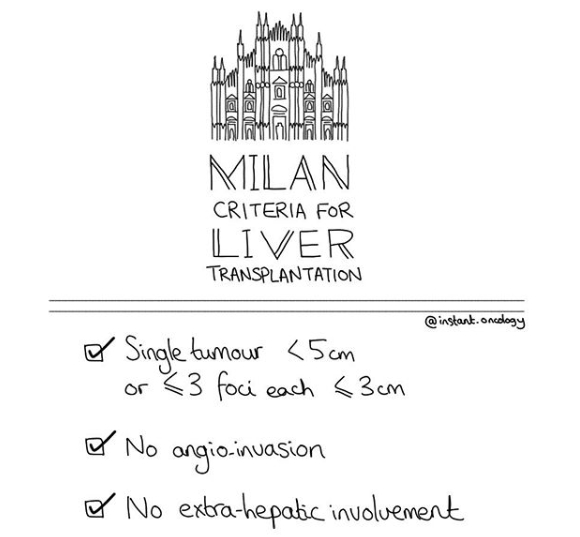 MILAN
CRITERIA FOR
LIVER
TRANSPLANTATION
@instant.oncology
Single tumour <5cm
or ⩽3 foci each ⩽3cm
No angio-invasion
No extra-hepatic involvement